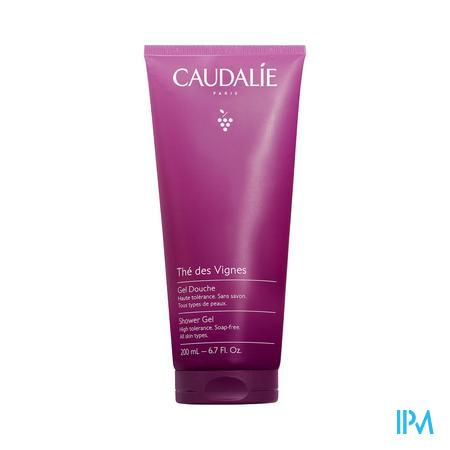 CAUDALÍE
PARIS
Thé des Vignes
Gel Douche
Haute tolérance. Sans savon.
Tous types de peaux.
Shower Gel
High tolerance. Soap-free.
All skin types.
200 mL – 6.7 Fl. Oz.
IPM